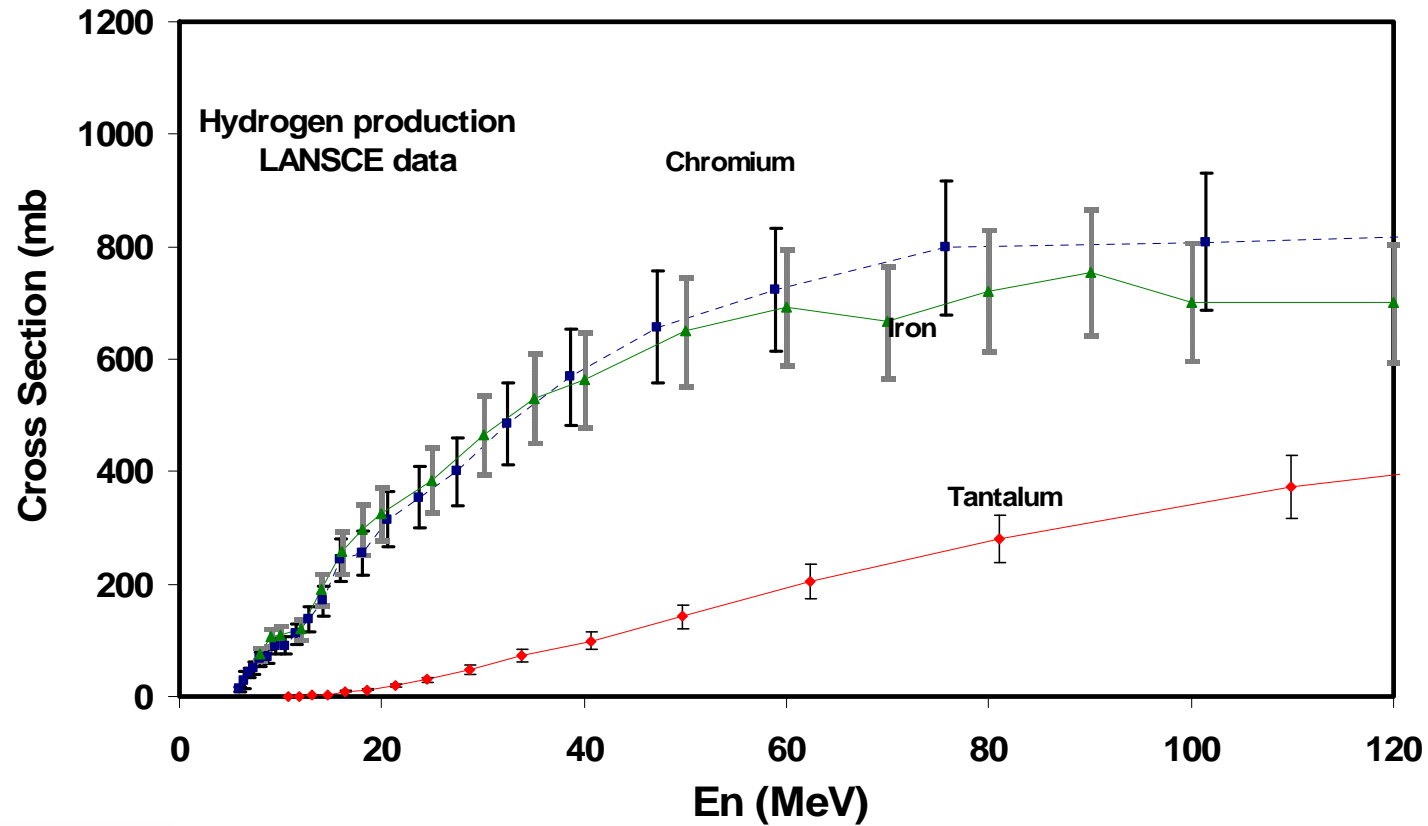 1200
1000
800
600
400
200
0
Cross Section (mb
Hydrogen production
LANSCE data
Chromium
Iron
Tantalum
0 20 40 60 80 100 120
En (MeV)